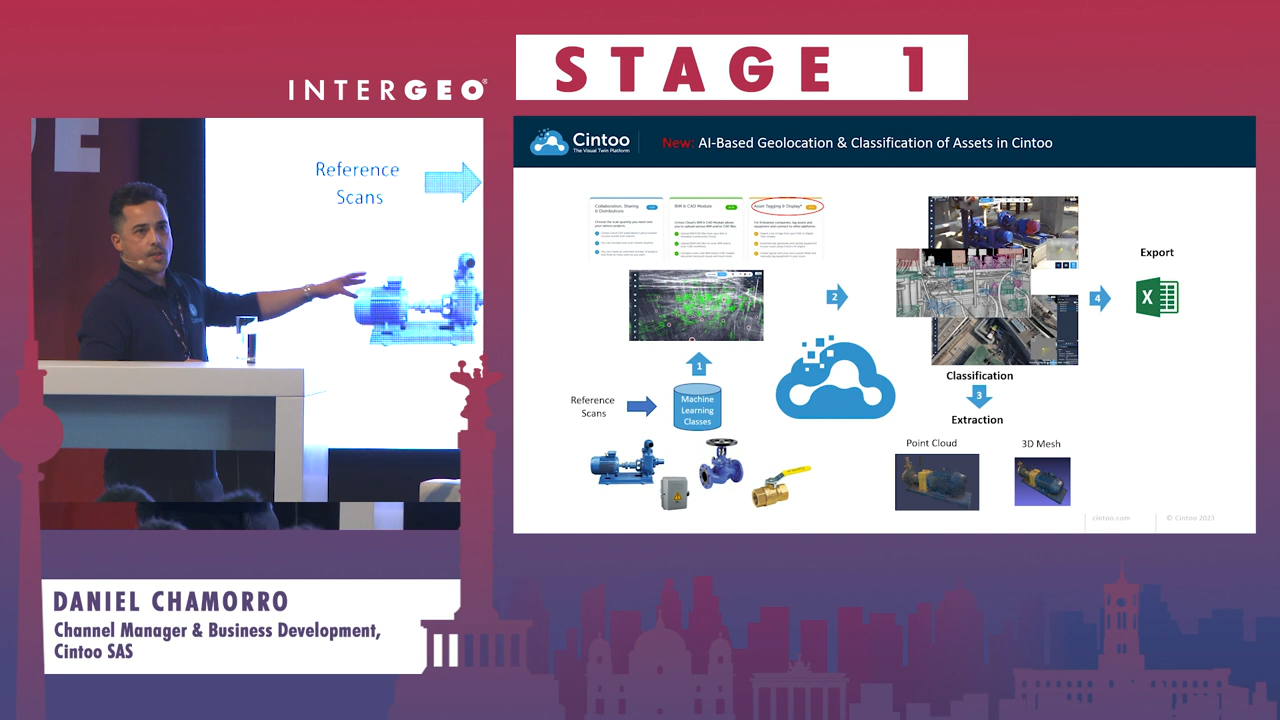 STAGE 1
INTERGEO
Cintoo
The Visual Twin Platform
New: AI-Based Geolocation & Classification of Assets in Cintoo
Reference
Scans
Collaboration, Sharing
& Distributions
BIM & CAD Module
Asset Tagging & Display*
1
2
Reference
Scans
Machine
Learning
Classes
Classification
3
Extraction
Point Cloud
3D Mesh
4
Export
X
cintoo.com
© Cintoo 2023
DANIEL CHAMORRO
Channel Manager & Business Development,
Cintoo SAS